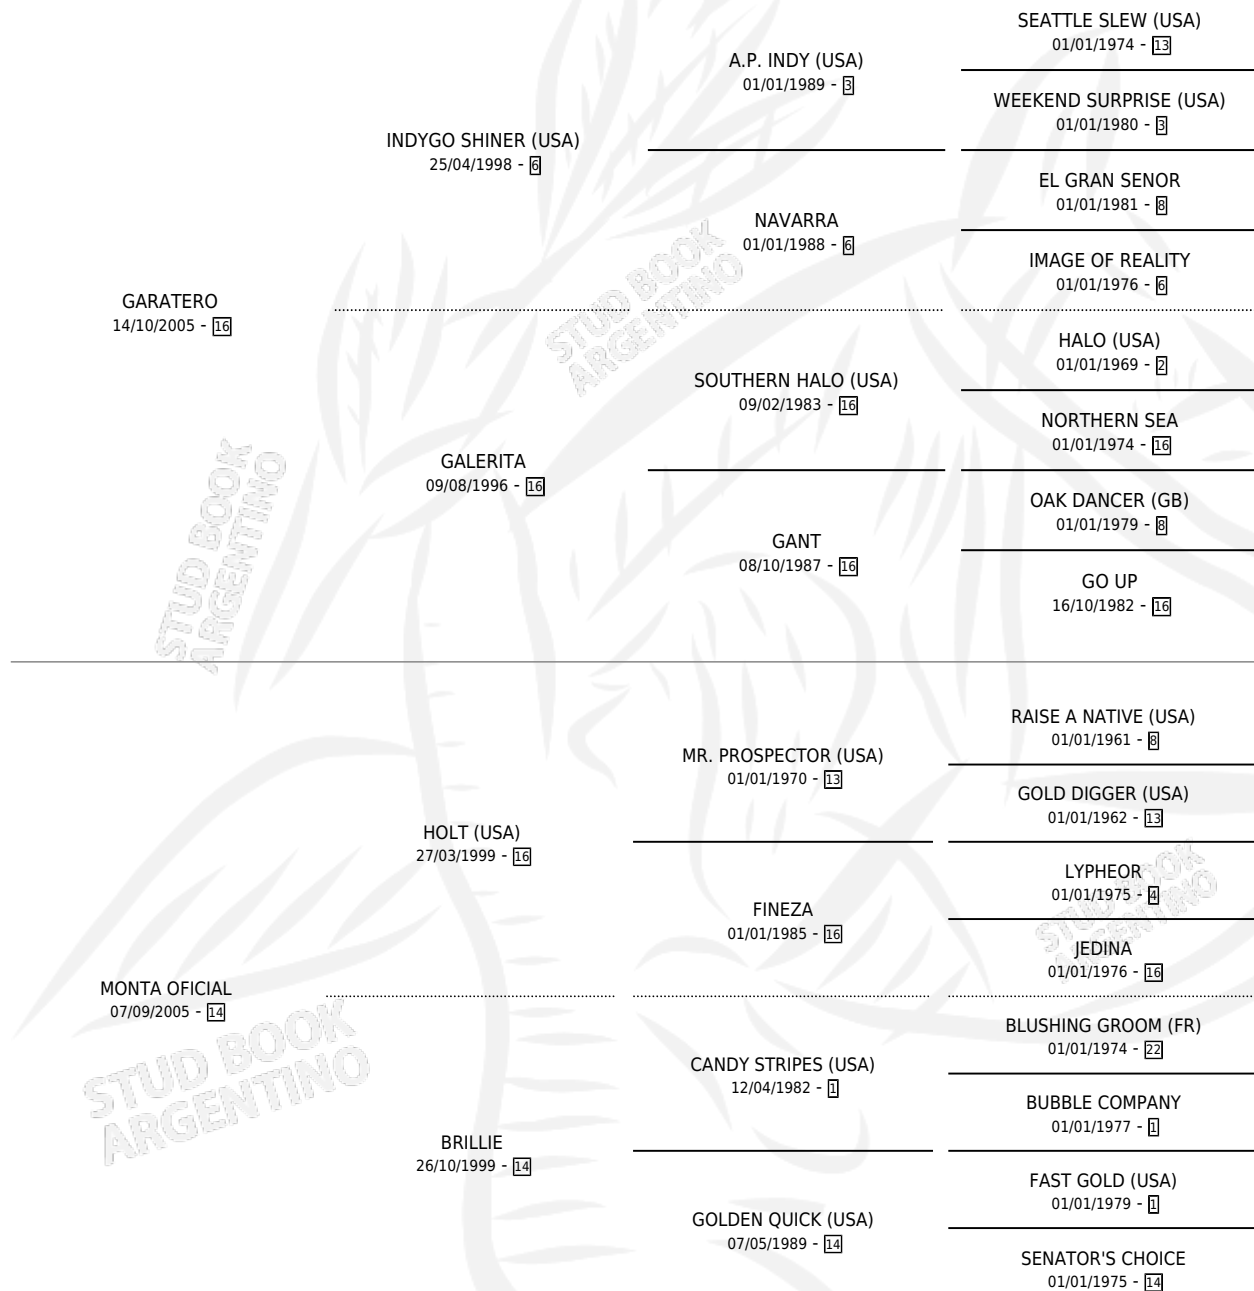 SEATTLE SLEW (USA)
01/01/1974 - 13
A.P. INDY (USA)
01/01/1989 - 3
WEEKEND SURPRISE (USA)
01/01/1980 - 3
INDYGO SHINER (USA)
25/04/1998 - 6
EL GRAN SENOR
01/01/1981 - 8
NAVARRA
01/01/1988 - 6
IMAGE OF REALITY
01/01/1976 - 6
GARATERO
14/10/2005 - 16
HALO (USA)
01/01/1969 - 2
SOUTHERN HALO (USA)
09/02/1983 - 16
NORTHERN SEA
01/01/1974 - 16
GALERITA
09/08/1996 - 16
OAK DANCER (GB)
01/01/1979 - 8
GANT
08/10/1987 - 16
GO UP
16/10/1982 - 16
RAISE A NATIVE (USA)
01/01/1961 - 8
MR. PROSPECTOR (USA)
01/01/1970 - 13
GOLD DIGGER (USA)
01/01/1962 - 13
HOLT (USA)
27/03/1999 - 16
LYPHEOR
01/01/1975 - 4
FINEZA
01/01/1985 - 16
JEDINA
01/01/1976 - 16
MONTA OFICIAL
07/09/2005 - 14
BLUSHING GROOM (FR)
01/01/1974 - 22
CANDY STRIPES (USA)
12/04/1982 - 1
BUBBLE COMPANY
01/01/1977 - 1
BRILLIE
26/10/1999 - 14
FAST GOLD (USA)
01/01/1979 - 1
GOLDEN QUICK (USA)
07/05/1989 - 14
SENATOR'S CHOICE
01/01/1975 - 14
STUD BOOK
ARGENTINO
STUD BOOK
ARGENTINO
STUD BOOK
ARGENTINO
STUD BOOK
ARGENTINO